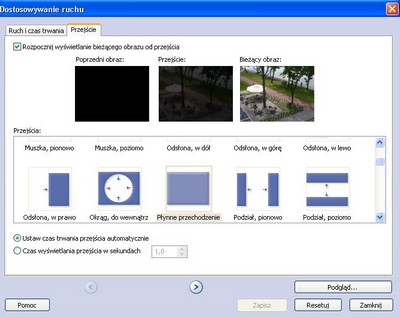 Dostosowywanie ruchu
Ruch i czas trwania Przejście
Rozpocznij wyświetlanie bieżącego obrazu od przejścia
Poprzedni obraz: Przejście: Bieżący obraz:
Przejścia:
Muszka, pionowo Muszka, poziomo Odsłona, w dół Odsłona, w górę Odsłona, w lewo
Odsłona, w prawo Okrąg, do wewnątrz Płynne przechodzenie Podział, pionowo Podział, poziomo
Ustaw czas trwania przejścia automatycznie
Czas wyświetlania przejścia w sekundach 1,0
Podgląd...
Pomoc Zapisz Resetuj Zamknij